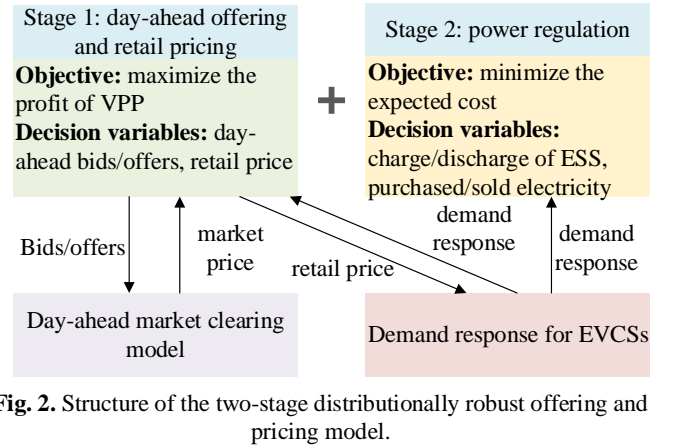 Stage 1: day-ahead offering
and retail pricing
Objective: maximize the
profit of VPP
Decision variables: day-
ahead bids/offers, retail price
+
Stage 2: power regulation
Objective: minimize the
expected cost
Decision variables:
charge/discharge of ESS,
purchased/sold electricity
Bids/offers
market
price
retail price
demand
response
demand
response
Day-ahead market clearing
model
Demand response for EVCSs
Fig. 2. Structure of the two-stage distributionally robust offering and
pricing model.